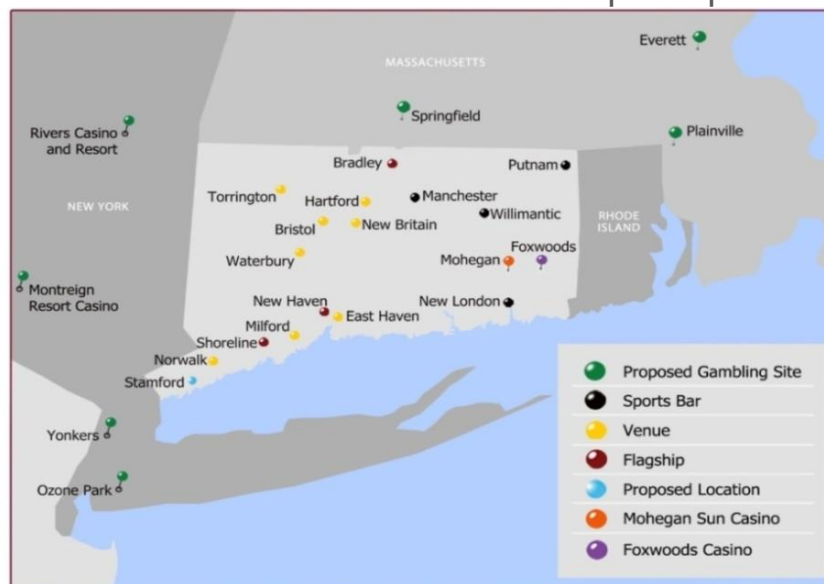 Everett
MASSACHUSETTS
Springfield
Plainville
Rivers Casino
and Resort
Bradley
Putnam
Torrington
Hartford
Manchester
NEW YORK
Willimantic
Bristol
New Britain
RHODE
ISLAND
Waterbury
Mohegan
Foxwoods
Montreign
Resort Casino
New Haven
East Haven
New London
Milford
Shoreline
Norwalk
Stamford
Yonkers
Ozone Park
Proposed Gambling Site
Sports Bar
Venue
Flagship
Proposed Location
Mohegan Sun Casino
Foxwoods Casino